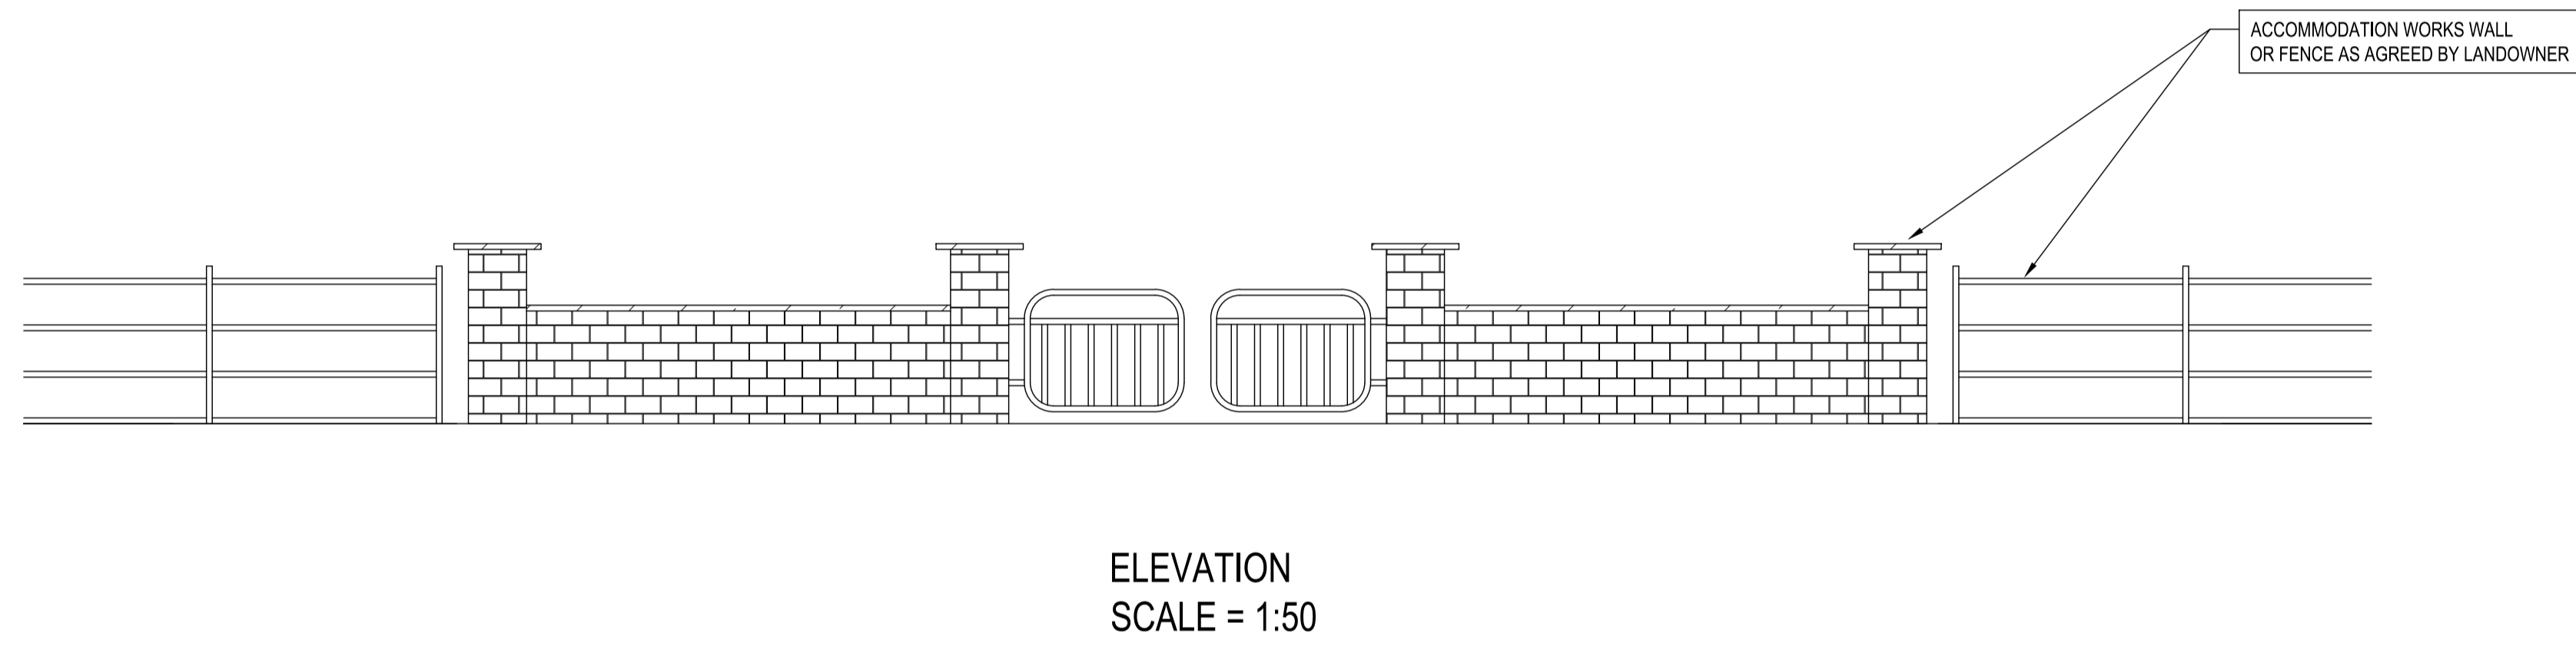 ACCOMMODATION WORKS WALL
OR FENCE AS AGREED BY LANDOWNER
ELEVATION
SCALE = 1:50